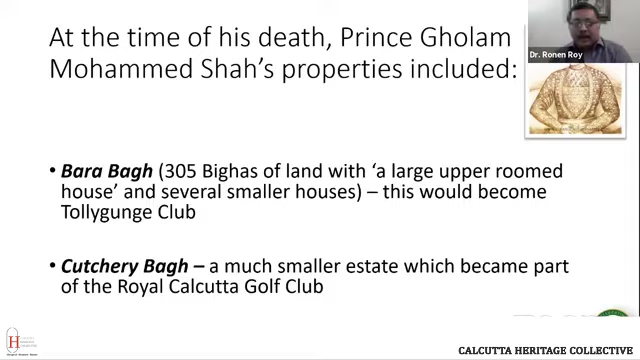 At the time of his death, Prince Gholam
Mohammed Shah's properties included:
Dr. Ronen Roy
• Bara Bagh (305 Bighas of land with 'a large upper roomed
house' and several smaller houses) – this would become
Tollygunge Club
• Cutchery Bagh – a much smaller estate which became part
of the Royal Calcutta Golf Club
CALCUTTA HERITAGE COLLECTIVE